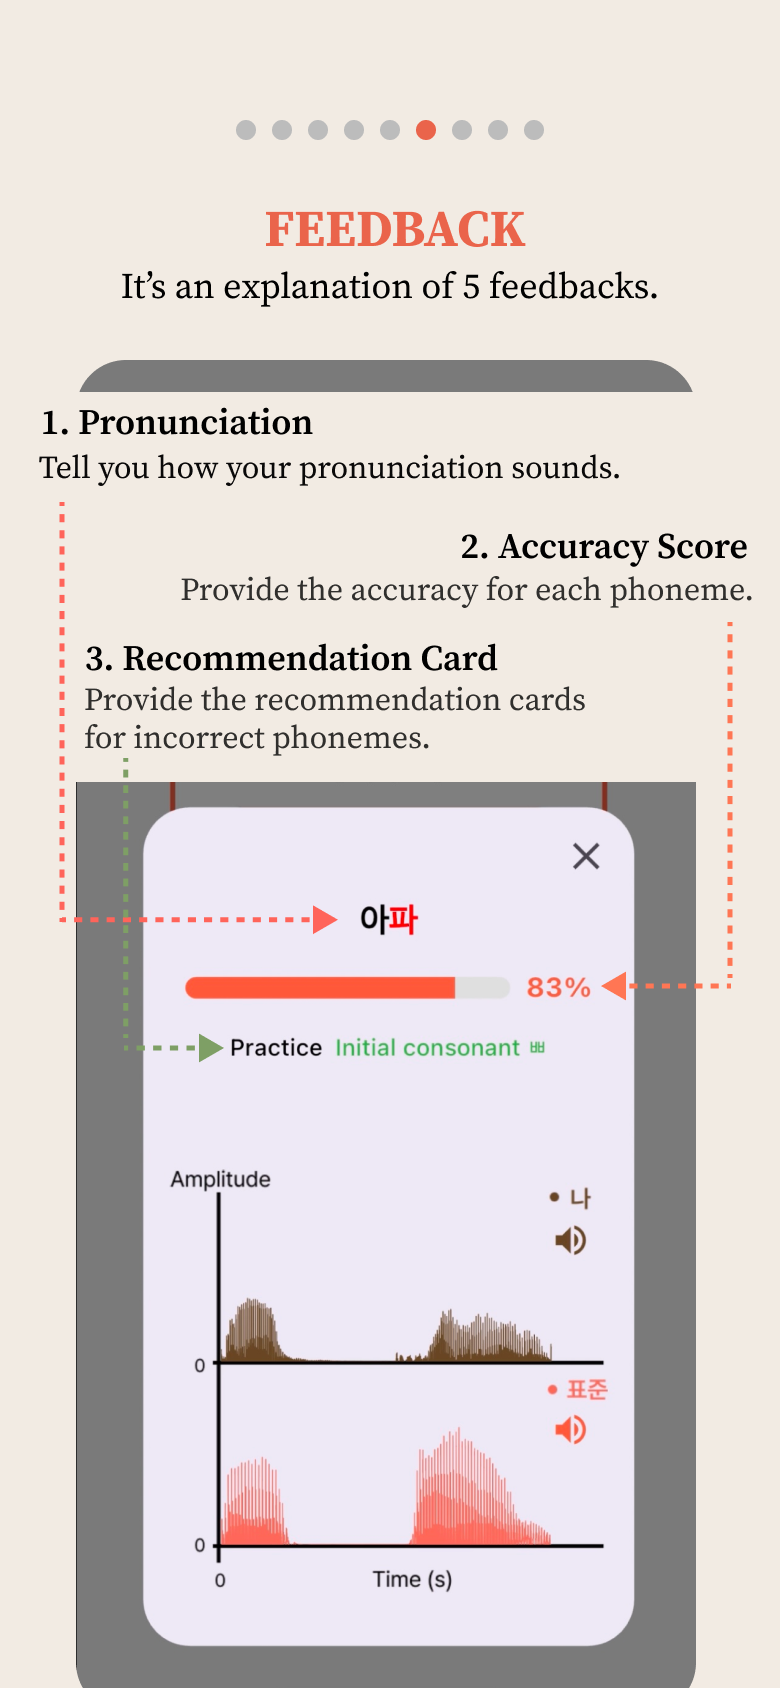 FEEDBACK
It’s an explanation of 5 feedbacks.
1. Pronunciation
Tell you how your pronunciation sounds.
2. Accuracy Score
Provide the accuracy for each phoneme.
3. Recommendation Card
Provide the recommendation cards
for incorrect phonemes.
아파
83%
Practice Initial consonant ㅃ
Amplitude
• 나
0
• 표준
0
0
Time (s)